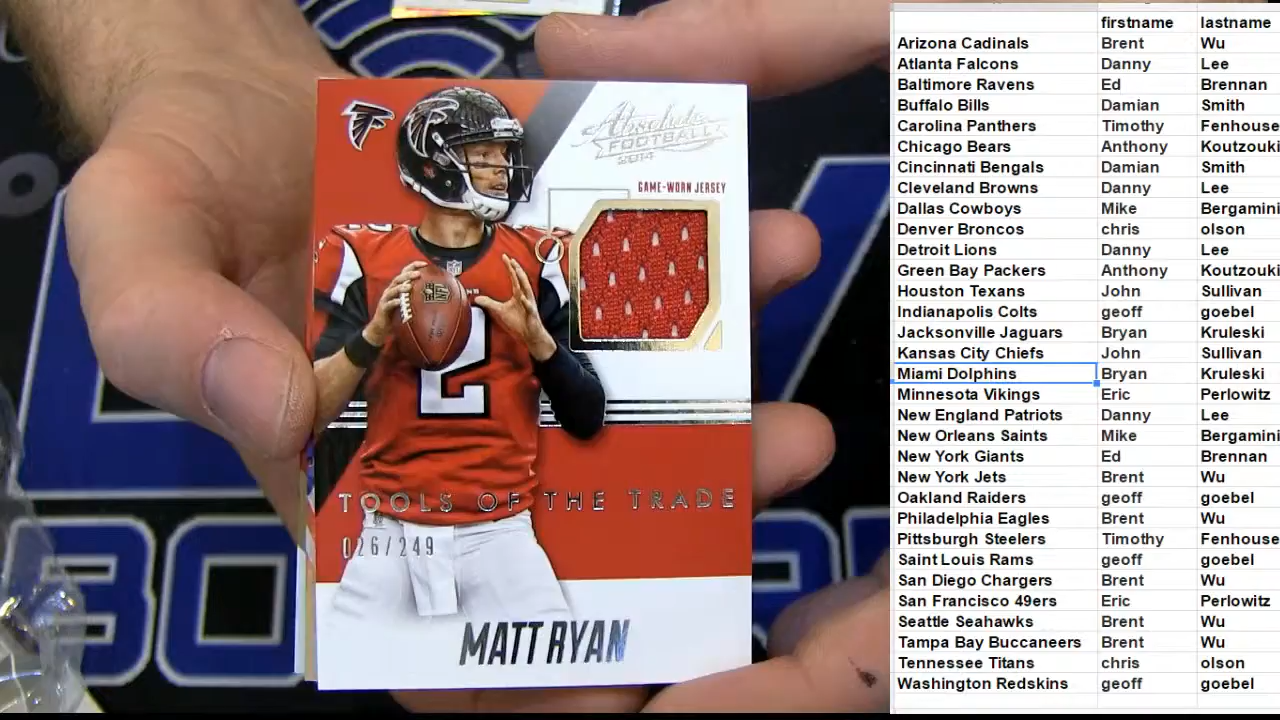 Absolute
FOOTBALL
2014
GAME-WORN JERSEY
2
TOOLS OF THE TRADE
026/249
MATT RYAN
firstname lastname
Arizona Cadinals Brent Wu
Atlanta Falcons Danny Lee
Baltimore Ravens Ed Brennan
Buffalo Bills Damian Smith
Carolina Panthers Timothy Fenhouse
Chicago Bears Anthony Koutzouki
Cincinnati Bengals Damian Smith
Cleveland Browns Danny Lee
Dallas Cowboys Mike Bergamini
Denver Broncos chris olson
Detroit Lions Danny Lee
Green Bay Packers Anthony Koutzouki
Houston Texans John Sullivan
Indianapolis Colts geoff goebel
Jacksonville Jaguars Bryan Kruleski
Kansas City Chiefs John Sullivan
Miami Dolphins Bryan Kruleski
Minnesota Vikings Eric Perlowitz
New England Patriots Danny Lee
New Orleans Saints Mike Bergamini
New York Giants Ed Brennan
New York Jets Brent Wu
Oakland Raiders geoff goebel
Philadelphia Eagles Brent Wu
Pittsburgh Steelers Timothy Fenhouse
Saint Louis Rams geoff goebel
San Diego Chargers Brent Wu
San Francisco 49ers Eric Perlowitz
Seattle Seahawks Brent Wu
Tampa Bay Buccaneers Brent Wu
Tennessee Titans chris olson
Washington Redskins geoff goebel